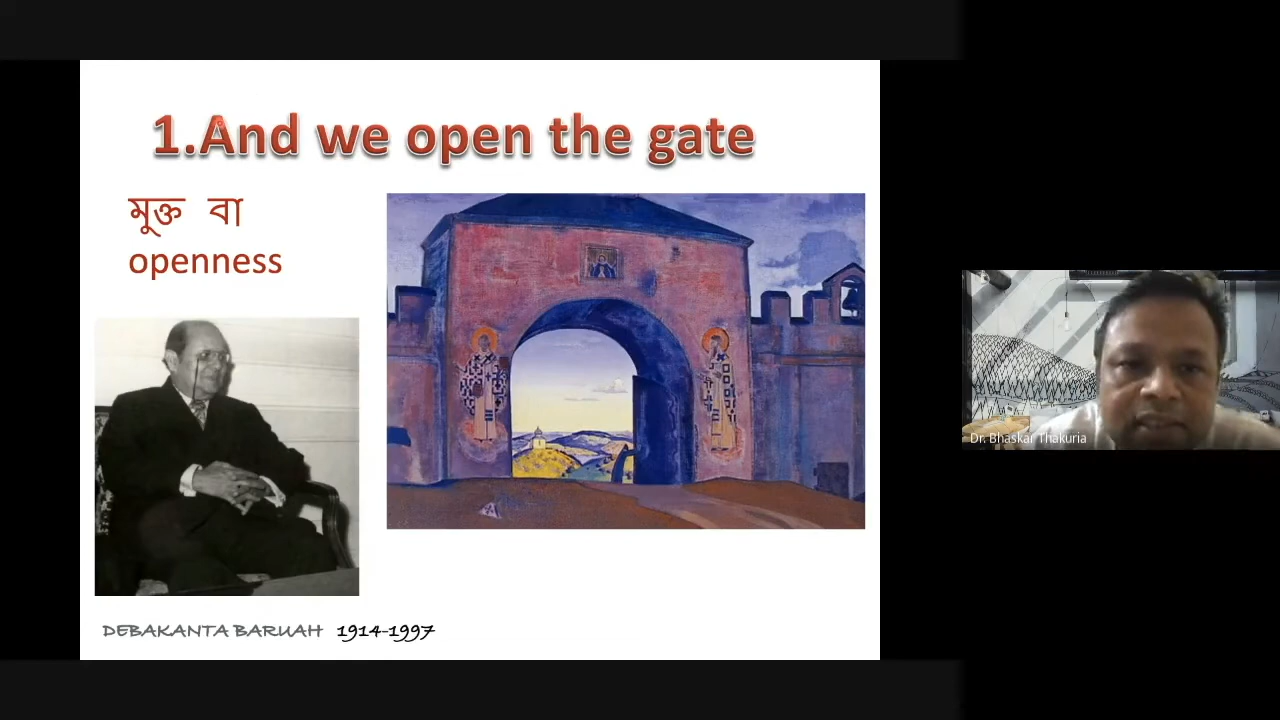 1.And we open the gate
মুক্ত বা
openness
DEBAKANTA BARUAH 1914-1997
Dr. Bhaskar Thakuria